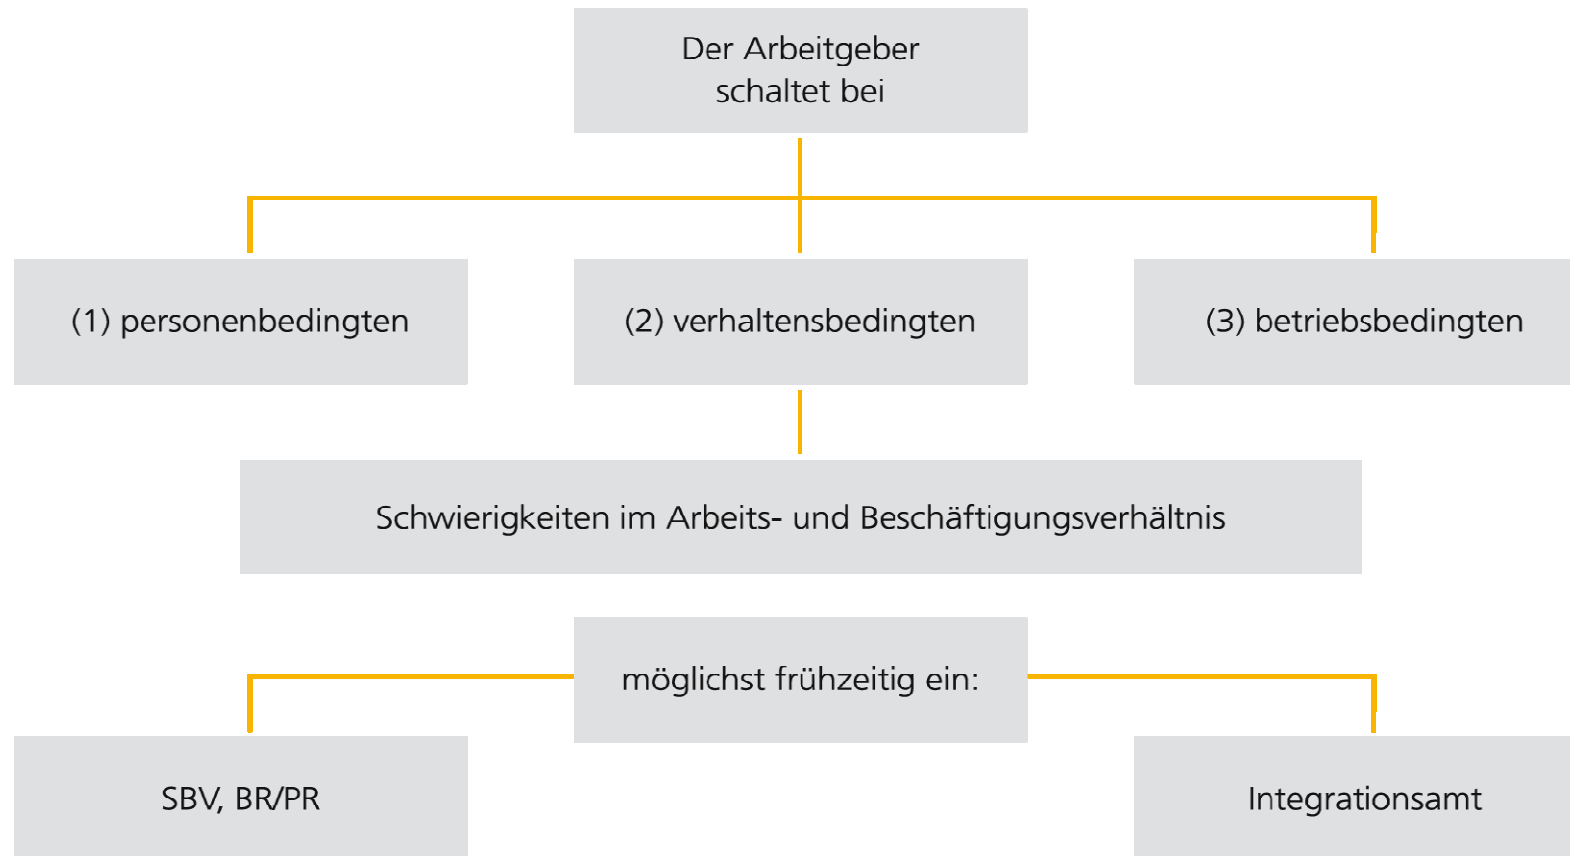 Der Arbeitgeber
schaltet bei
(1) personenbedingten
(2) verhaltensbedingten
(3) betriebsbedingten
Schwierigkeiten im Arbeits- und Beschäftigungsverhältnis
möglichst frühzeitig ein:
SBV, BR/PR
Integrationsamt